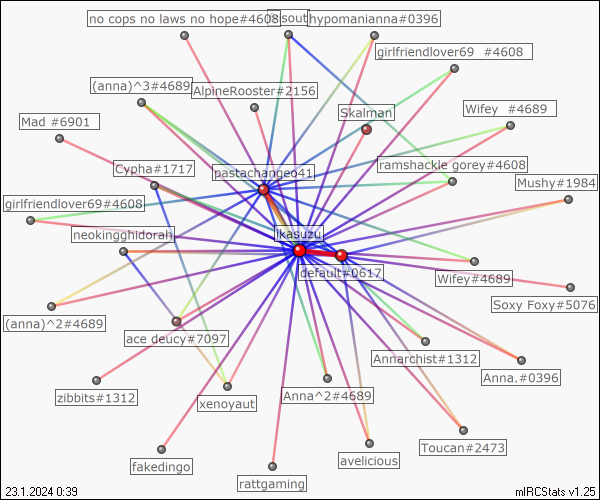 no cops no laws no hope#4608
sout
hypomanianna#0396
girlfriendlover69 #4608
(anna)^3#4689
AlpineRooster#2156
Skalman
Wifey #4689
Mad #6901
Cypha#1717
pastachangeo41
ramshackle gorey#4608
Mushy#1984
girlfriendlover69#4608
neokingghidorah
ikasuzu
default#0617
Wifey#4689
Soxy Foxy#5076
(anna)^2#4689
ace deucy#7097
Annarchist#1312
Anna.#0396
zibbits#1312
xenoyaut
Anna^2#4689
Toucan#2473
fakedingo
rattgaming
avelicious
23.1.2024 0:39
mIRCStats v1.25